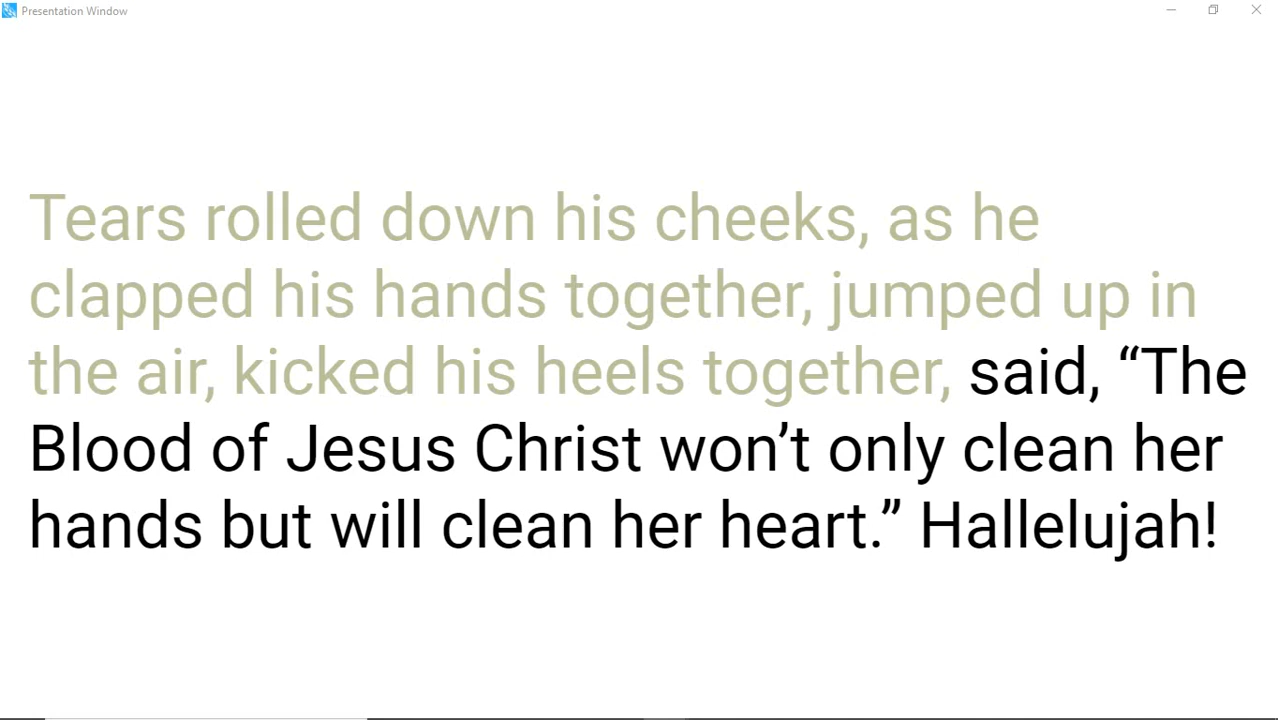 Presentation Window
Tears rolled down his cheeks, as he
clapped his hands together, jumped up in
the air, kicked his heels together, said, “The
Blood of Jesus Christ won’t only clean her
hands but will clean her heart.” Hallelujah!